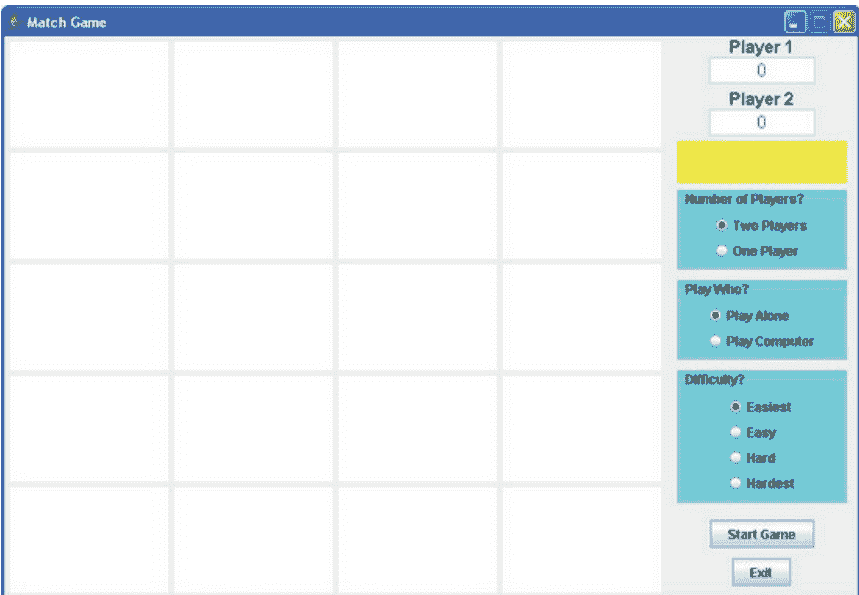 Match Game
Player 1
0
Player 2
0
Number of Players?
Two Players
One Player
Play Who?
Play Alone
Play Computer
Difficulty?
Easiest
Easy
Hard
Hardest
Start Game
Exit